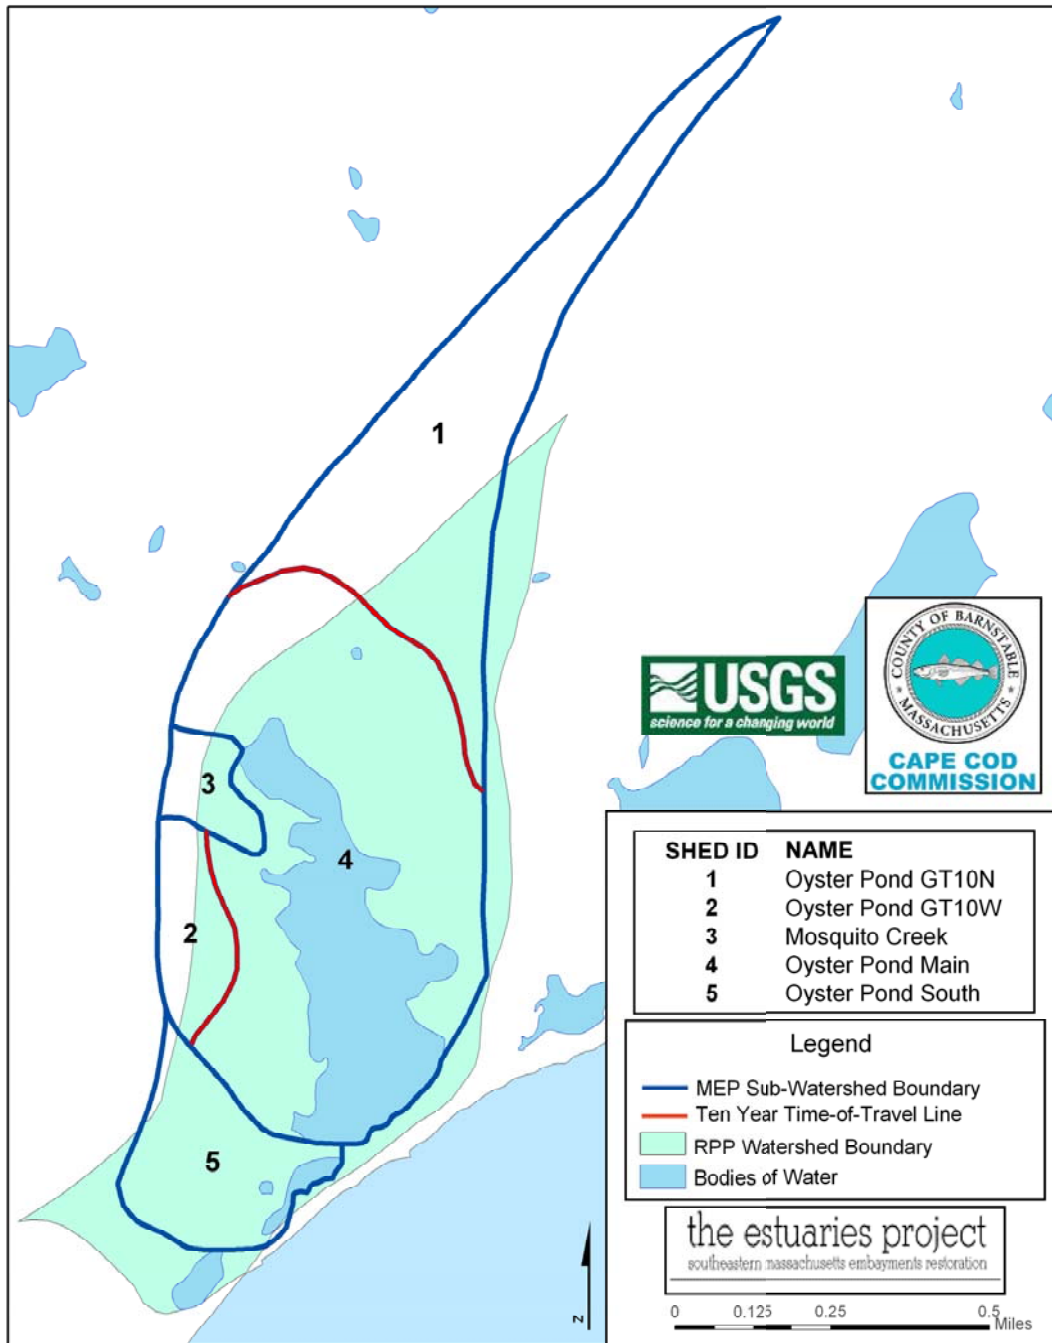 1
3
4
2
5
USGS
science for a changing world
COUNTY OF BARNSTABLE
MASSACHUSETTS
CAPE COD
COMMISSION
SHED ID NAME
1 Oyster Pond GT10N
2 Oyster Pond GT10W
3 Mosquito Creek
4 Oyster Pond Main
5 Oyster Pond South
Legend
MEP Sub-Watershed Boundary
Ten Year Time-of-Travel Line
RPP Watershed Boundary
Bodies of Water
the estuaries project
southeastern massachusetts embayments restoration
0 0.125 0.25 0.5
Miles
N